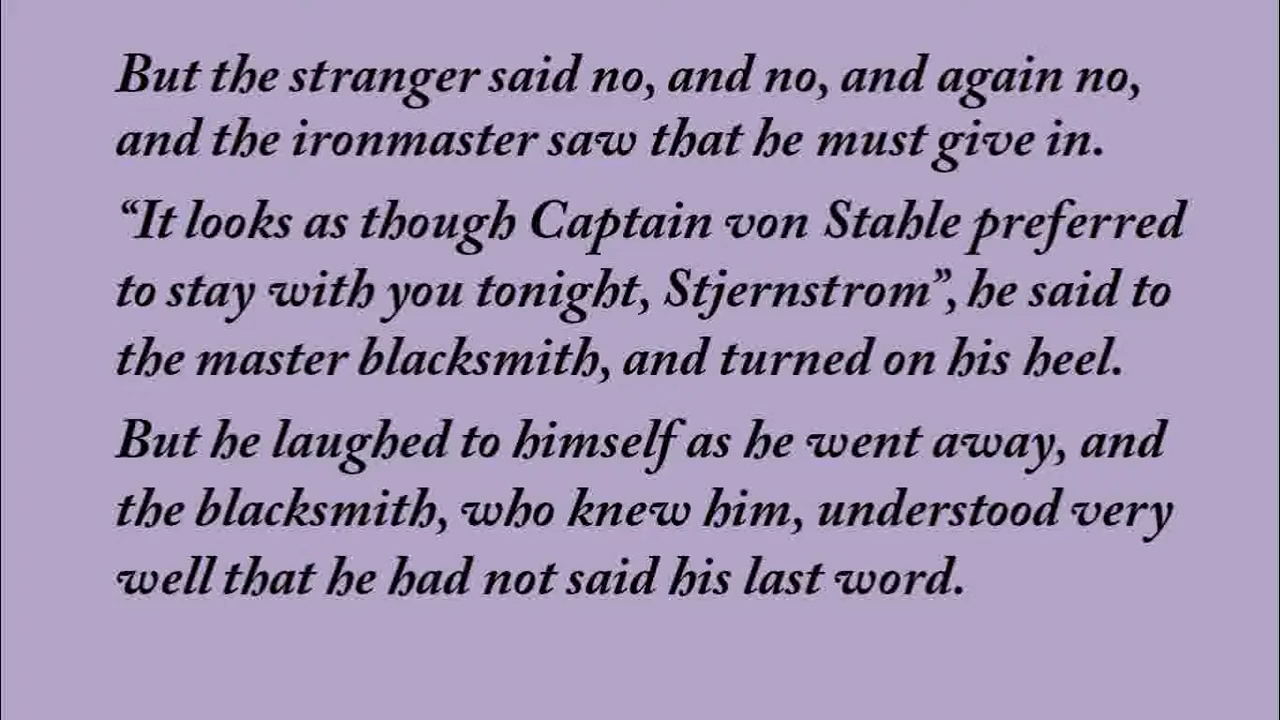 But the stranger said no, and no, and again no,
and the ironmaster saw that he must give in.
“It looks as though Captain von Stahle preferred
to stay with you tonight, Stjernstrom”, he said to
the master blacksmith, and turned on his heel.
But he laughed to himself as he went away, and
the blacksmith, who knew him, understood very
well that he had not said his last word.